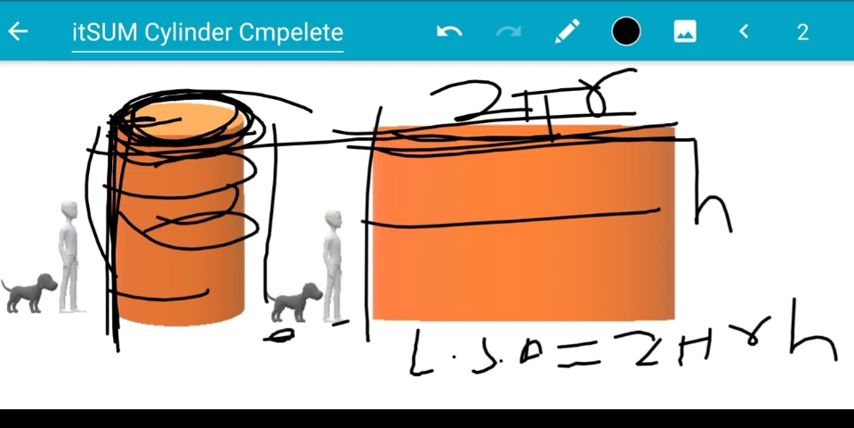 itSUM Cylinder Cmpelete
2
2πr
h
L.S.A = 2πrh